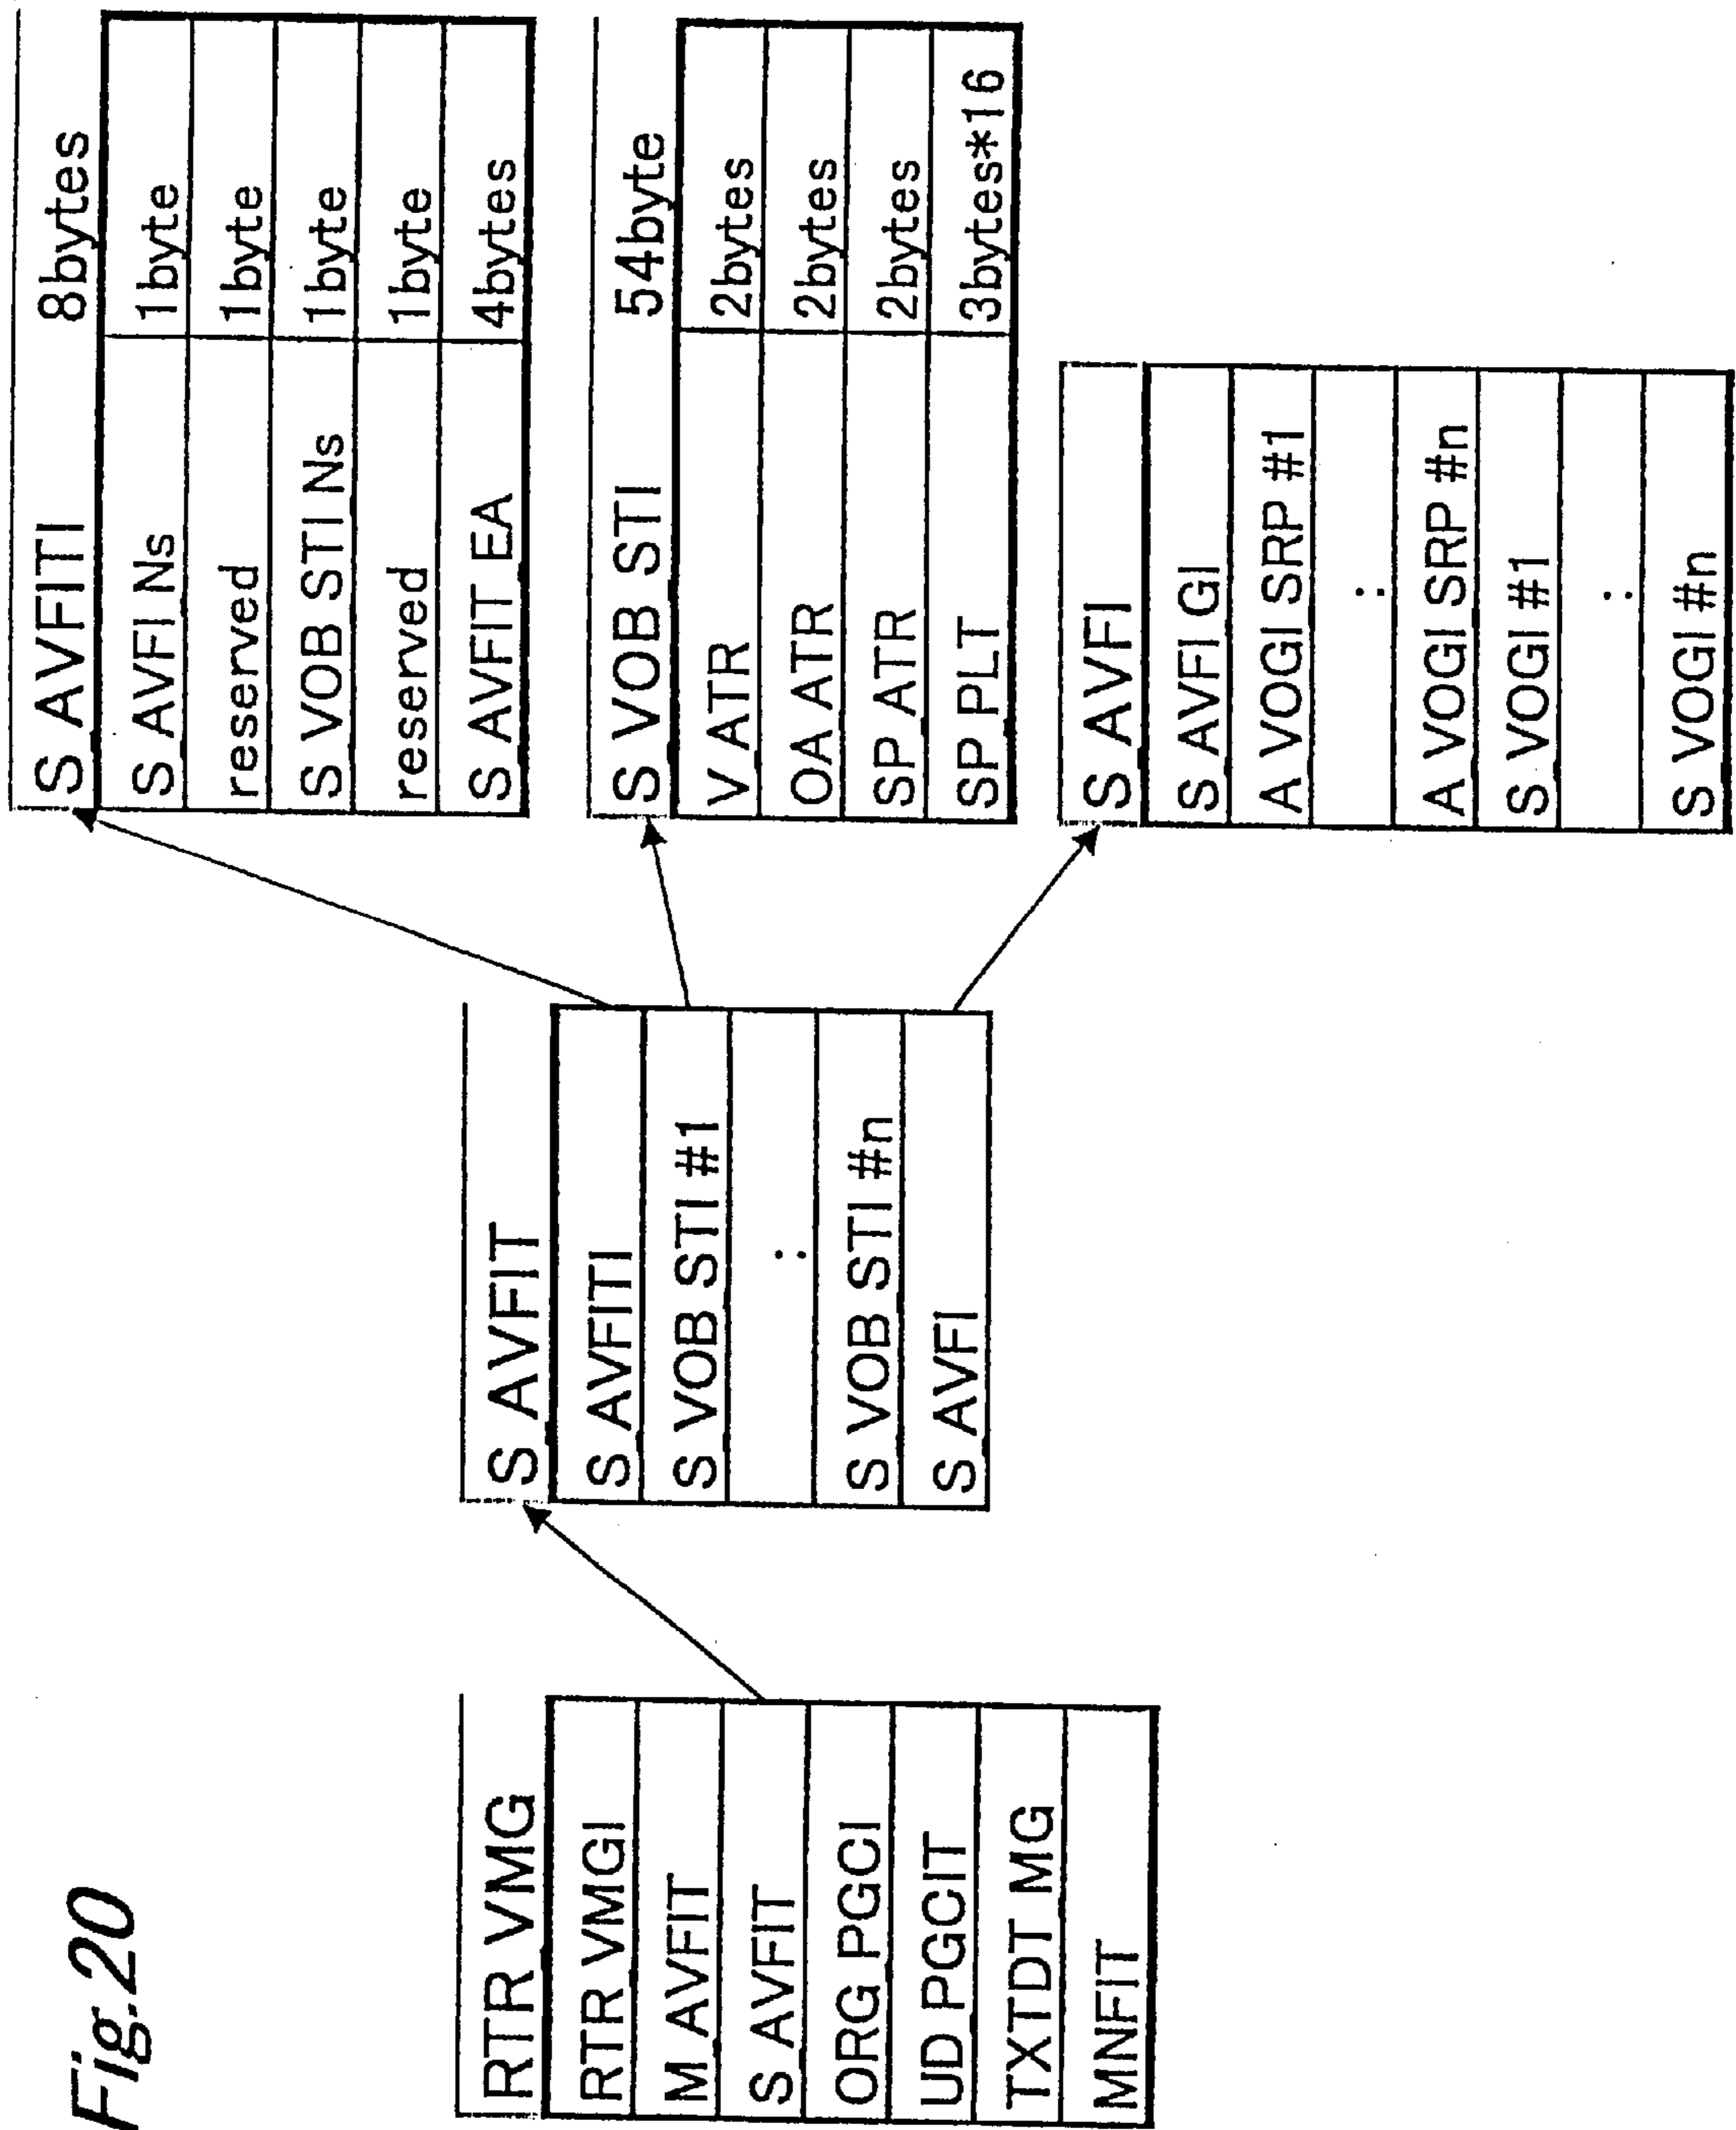 Fig.20
RTR VMG
RTR VMGI
M AVFIT
S AVFIT
ORG PGCI
UD PGCIT
TXTDT MG
MNFIT
S AVFIT
S AVFITI
S VOB STI #1
:
S VOB STI #n
S AVFI
S AVFITI 8bytes
S AVFI Ns 1byte
reserved 1byte
S VOB STI Ns 1byte
reserved 1byte
S AVFIT EA 4bytes
S VOB STI 54byte
V ATR 2bytes
OA ATR 2bytes
SP ATR 2bytes
SP PLT 3bytes*16
S AVFI
S AVFI GI
A VOGI SRP #1
:
A VOGI SRP #n
S VOGI #1
:
S VOGI #n